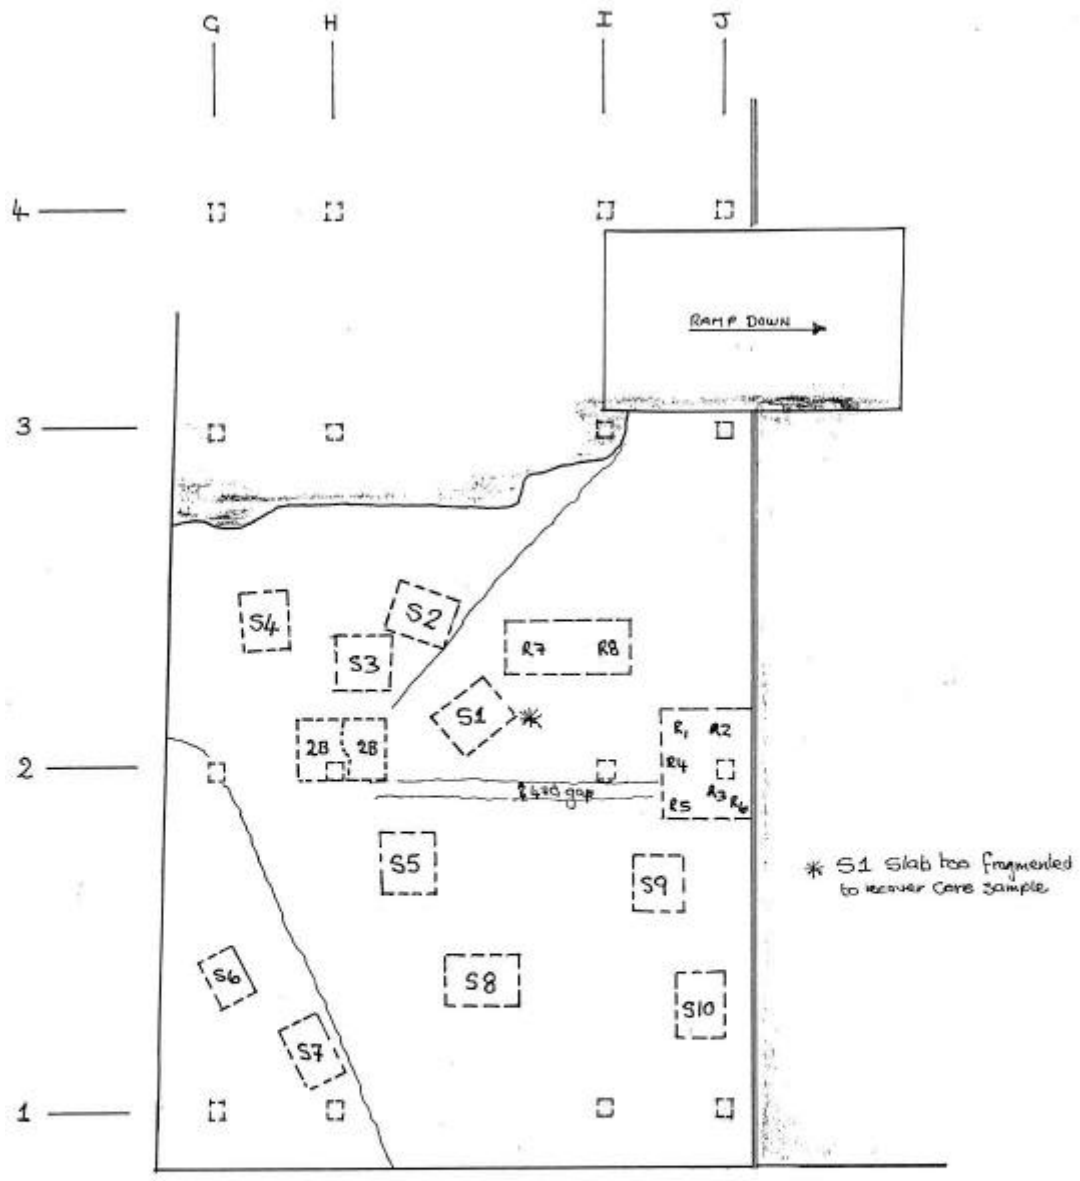 G H I J
4
RAMP DOWN
3
S4 S2
S3 R7 R8
S1 *
2B 2B R1 R2
2 R4
gap R3
R5 R6
S5 S9
* S1 Slab too fragmented
to recover Core Sample
S6 S8
S10
S7
1